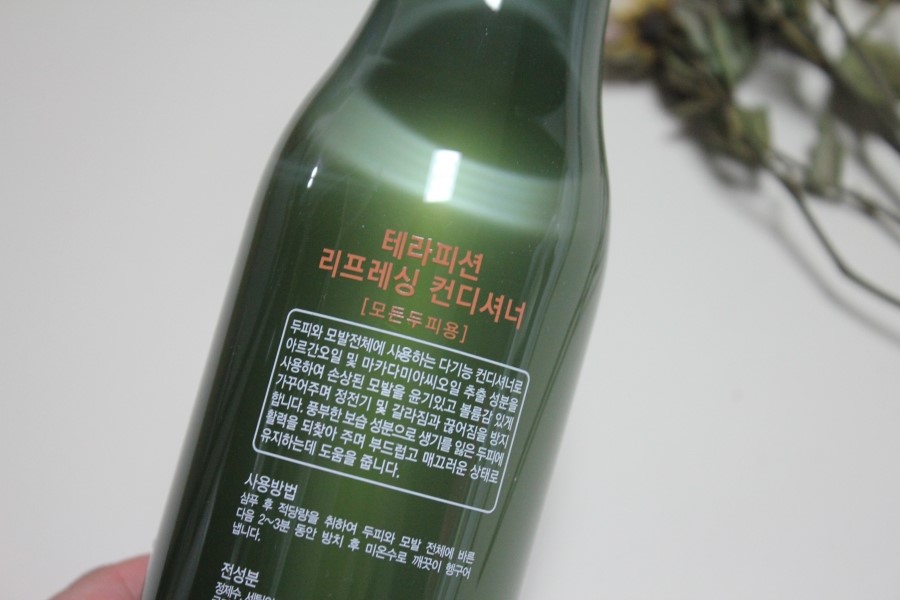 테라피션
리프레싱 컨디셔너
[모든두피용]
두피와 모발전체에 사용하는 다기능 컨디셔너로
아르간오일 및 마카다미아씨오일 추출 성분을
사용하여 손상된 모발을 윤기있고 볼륨감 있게
가꾸어주며 정전기 및 갈라짐과 끊어짐을 방지
합니다. 풍부한 보습 성분으로 생기를 잃은 두피에
활력을 되찾아 주며 부드럽고 매끄러운 상태로
유지하는데 도움을 줍니다.
사용방법
샴푸 후 적당량을 취하여 두피와 모발 전체에 바른
다음 2~3분 동안 방치 후 미온수로 깨끗이 헹구어
냅니다.
전성분
정제수,